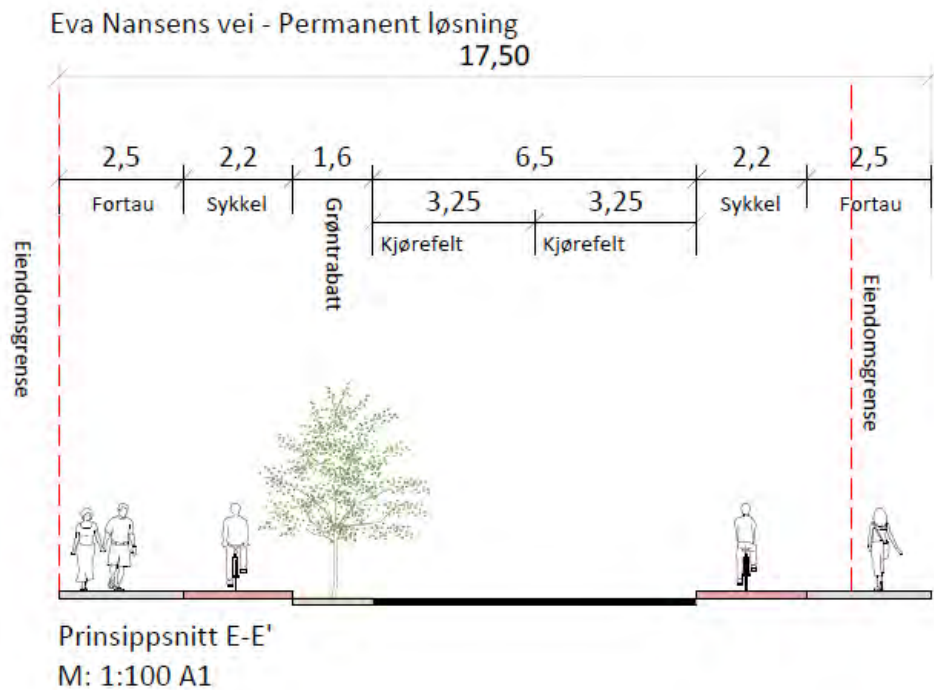 Eva Nansens vei - Permanent løsning
17,50
2,5 2,2 1,6 6,5 2,2 2,5
Fortau Sykkel Grøntrabatt 3,25 3,25 Sykkel Fortau
Kjørefelt Kjørefelt
Eiendomsgrense
Eiendomsgrense
Prinsippsnitt E-E'
M: 1:100 A1